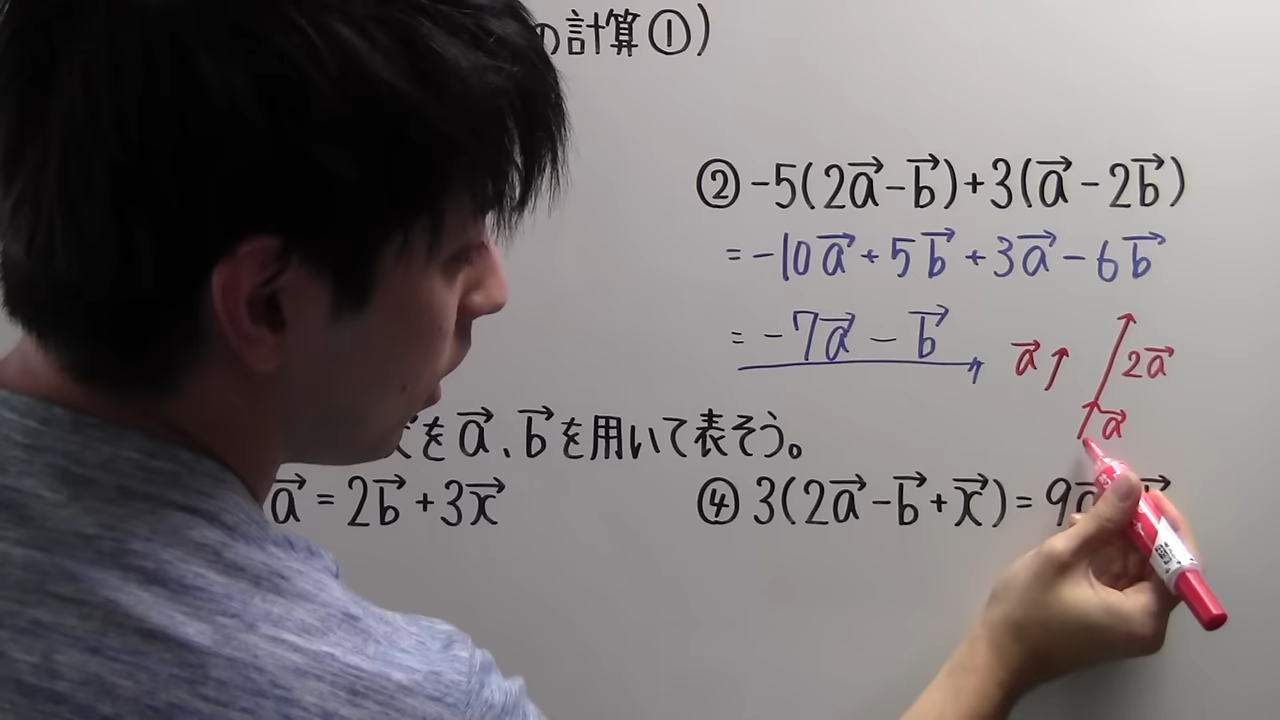 の計算①)
② -5(2a⃗-b⃗)+3(a⃗-2b⃗)
= -10a⃗+5b⃗+3a⃗-6b⃗
= -7a⃗-b⃗
a⃗
2a⃗
a⃗
をa⃗、b⃗を用いて表そう。
a⃗=2b⃗+3x⃗
④ 3(2a⃗-b⃗+x⃗)=9a⃗